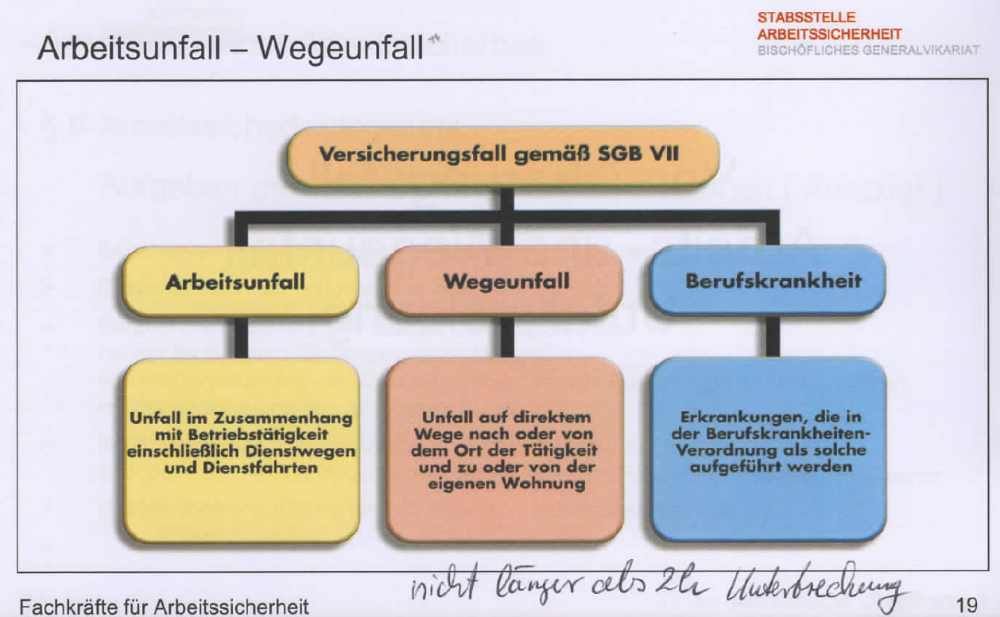 Arbeitsunfall – Wegeunfall
STABSSTELLE
ARBEITSSICHERHEIT
BISCHÖFLICHES GENERALVIKARIAT
Versicherungsfall gemäß SGB VII
Arbeitsunfall
Wegeunfall
Berufskrankheit
Unfall im Zusammenhang
mit Betriebstätigkeit
einschließlich Dienstwegen
und Dienstfahrten
Unfall auf direktem
Wege nach oder von
dem Ort der Tätigkeit
und zu oder von der
eigenen Wohnung
Erkrankungen, die in
der Berufskrankheiten-
Verordnung als solche
aufgeführt werden
nicht länger als 2h Unterbrechung
Fachkräfte für Arbeitssicherheit
19